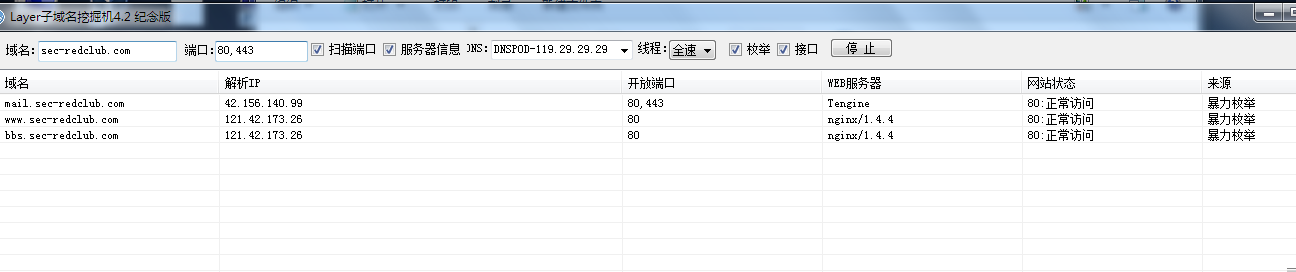 Layer子域名挖掘机4.2 纪念版
域名: sec-redclub.com 端口: 80,443 扫描端口 服务器信息 DNS: DNSPOD-119.29.29.29 线程: 全速 枚举 接口 停 止
域名 解析IP 开放端口 WEB服务器 网站状态 来源
mail.sec-redclub.com 42.156.140.99 80,443 Tengine 80:正常访问 暴力枚举
www.sec-redclub.com 121.42.173.26 80 nginx/1.4.4 80:正常访问 暴力枚举
bbs.sec-redclub.com 121.42.173.26 80 nginx/1.4.4 80:正常访问 暴力枚举